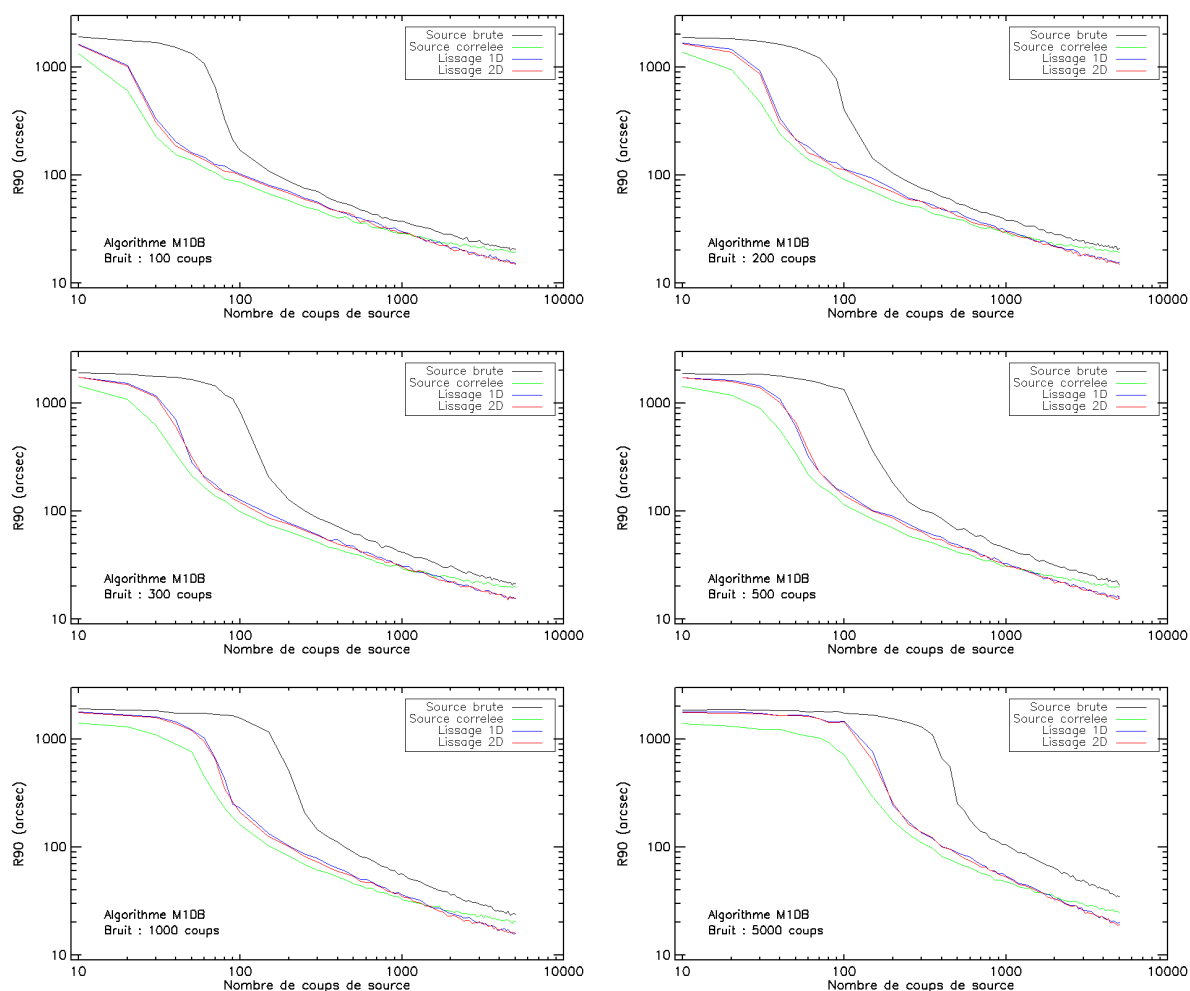 Source brute
Source correlee
Lissage 1D
Lissage 2D
1000
100
10
R90 (arcsec)
Algorithme M1DB
Bruit : 100 coups
10 100 1000 10000
Nombre de coups de source
Source brute
Source correlee
Lissage 1D
Lissage 2D
1000
100
10
R90 (arcsec)
Algorithme M1DB
Bruit : 200 coups
10 100 1000 10000
Nombre de coups de source
Source brute
Source correlee
Lissage 1D
Lissage 2D
1000
100
10
R90 (arcsec)
Algorithme M1DB
Bruit : 300 coups
10 100 1000 10000
Nombre de coups de source
Source brute
Source correlee
Lissage 1D
Lissage 2D
1000
100
10
R90 (arcsec)
Algorithme M1DB
Bruit : 500 coups
10 100 1000 10000
Nombre de coups de source
Source brute
Source correlee
Lissage 1D
Lissage 2D
1000
100
10
R90 (arcsec)
Algorithme M1DB
Bruit : 1000 coups
10 100 1000 10000
Nombre de coups de source
Source brute
Source correlee
Lissage 1D
Lissage 2D
1000
100
10
R90 (arcsec)
Algorithme M1DB
Bruit : 5000 coups
10 100 1000 10000
Nombre de coups de source